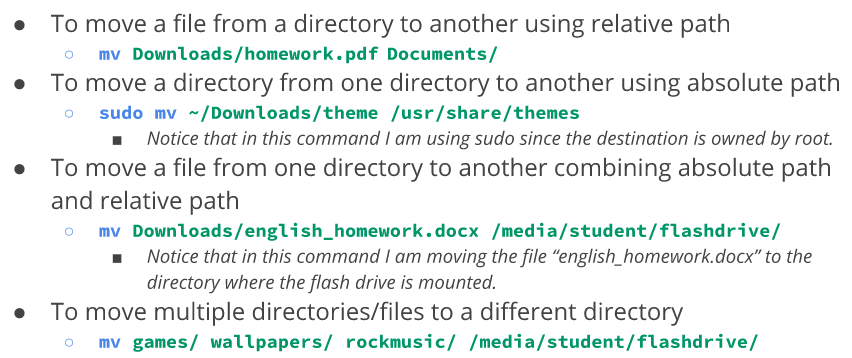 ● To move a file from a directory to another using relative path
○ mv Downloads/homework.pdf Documents/
● To move a directory from one directory to another using absolute path
○ sudo mv ~/Downloads/theme /usr/share/themes
■ Notice that in this command I am using sudo since the destination is owned by root.
● To move a file from one directory to another combining absolute path
and relative path
○ mv Downloads/english_homework.docx /media/student/flashdrive/
■ Notice that in this command I am moving the file “english_homework.docx” to the
directory where the flash drive is mounted.
● To move multiple directories/files to a different directory
○ mv games/ wallpapers/ rockmusic/ /media/student/flashdrive/